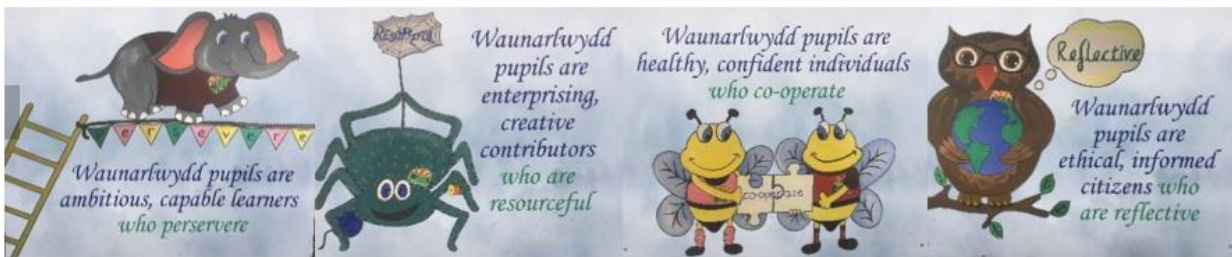 Persevere
Waunarlwydd pupils are
ambitious, capable learners
who perservere
Resourceful
Waunarlwydd
pupils are
enterprising,
creative
contributors
who are
resourceful
Waunarlwydd pupils are
healthy, confident individuals
who co-operate
co-operate
Reflective
Waunarlwydd
pupils are
ethical, informed
citizens who
are reflective